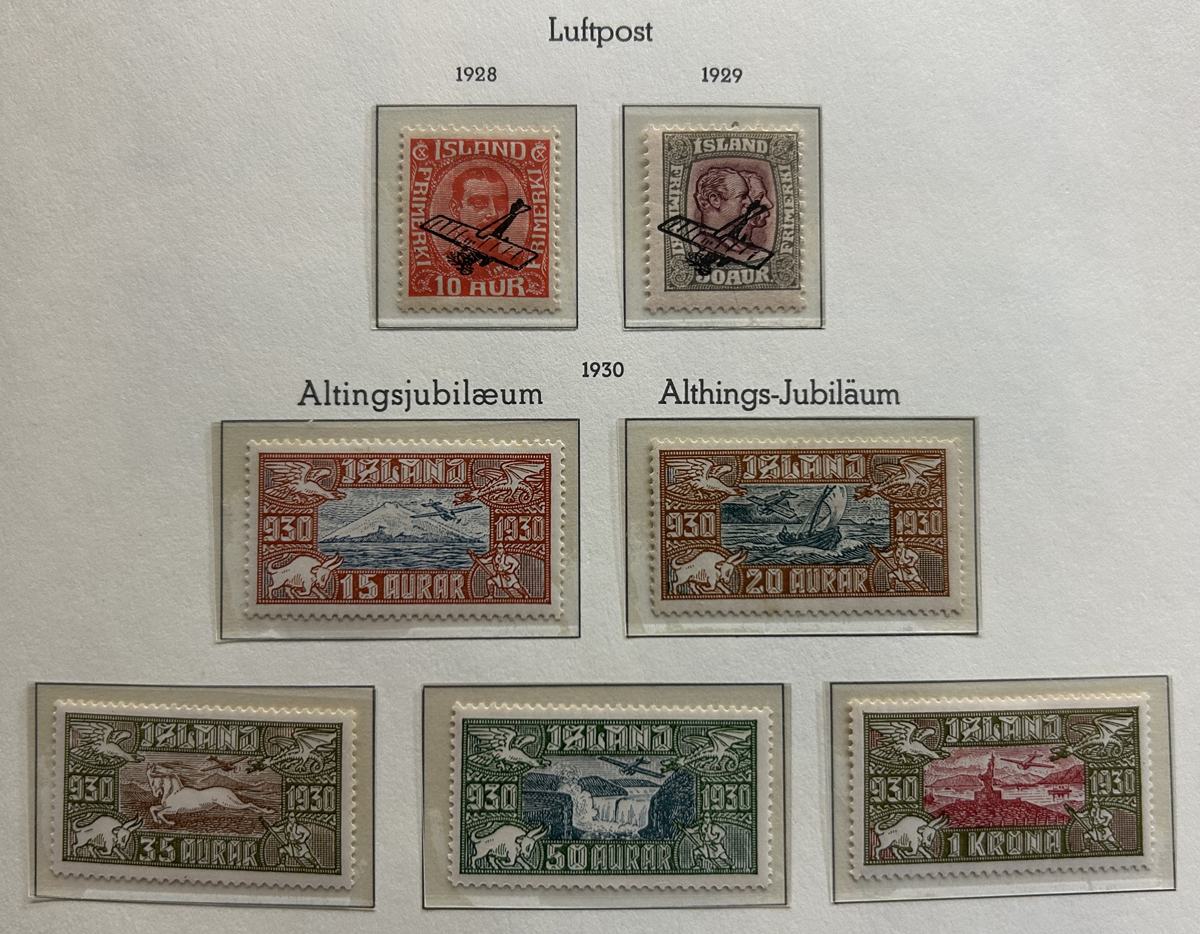 Luftpost
1928
1929
ISLAND
FRIMERKI
FRIMERKI
10 AUR
ISLAND
FRIMERKI
50 AUR
1930
Altingsjubilæum
Althings-Jubiläum
ISLAND
930
1930
15 AURAR
ISLAND
930
1930
20 AURAR
ISLAND
930
1930
35 AURAR
ISLAND
930
1930
50 AURAR
ISLAND
930
1930
1 KRONA